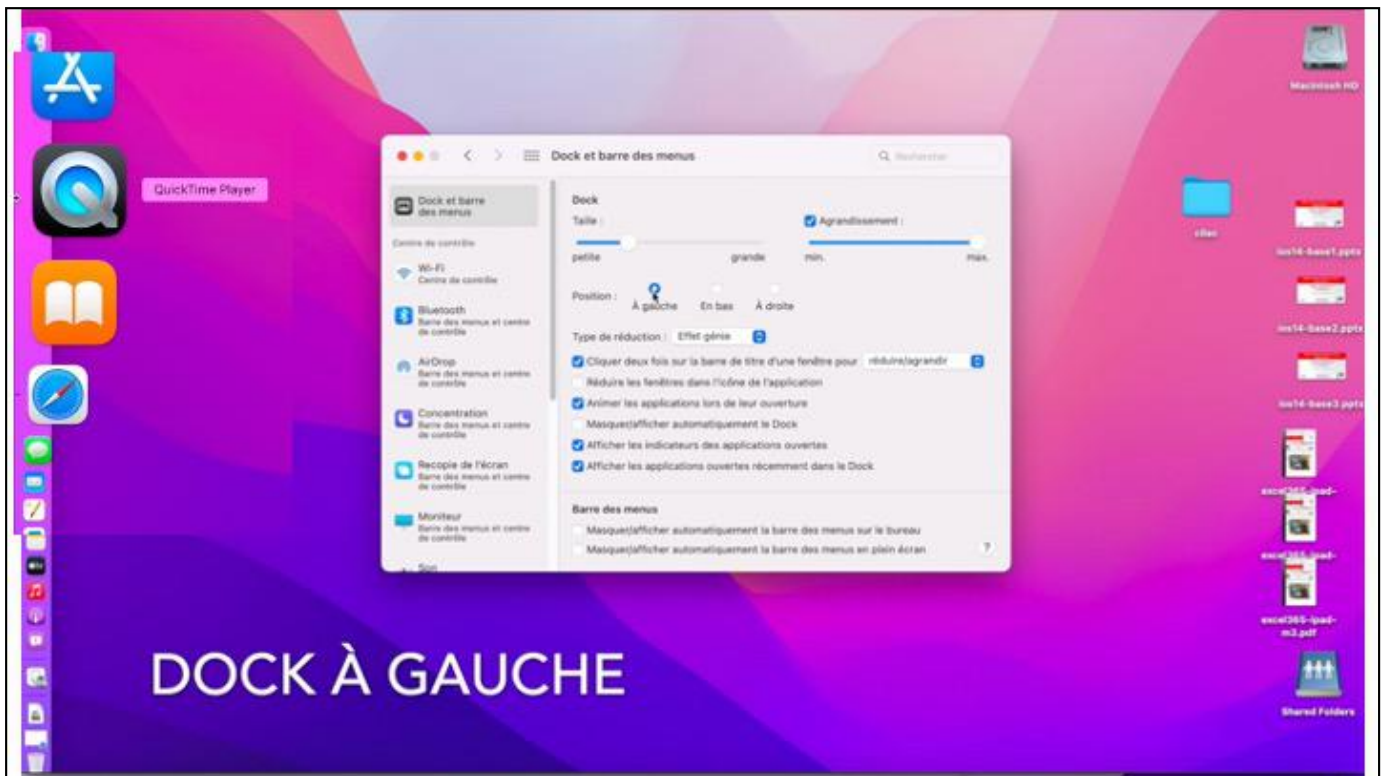 Macintosh HD
Dock et barre des menus
Rechercher
QuickTime Player
Dock et barre
des menus
Centre de contrôle
Wi-Fi
Centre de contrôle
Bluetooth
Barre des menus et centre
de contrôle
AirDrop
Barre des menus et centre
de contrôle
Concentration
Barre des menus et centre
de contrôle
Recopie de l'écran
Barre des menus et centre
de contrôle
Moniteur
Barre des menus et centre
de contrôle
Son
Dock
Taille :
Agrandissement :
petite grande min. max.
Position :
À gauche En bas À droite
Type de réduction : Effet génie
Cliquer deux fois sur la barre de titre d'une fenêtre pour réduire/agrandir
Réduire les fenêtres dans l'icône de l'application
Animer les applications lors de leur ouverture
Masquer/afficher automatiquement le Dock
Afficher les indicateurs des applications ouvertes
Afficher les applications ouvertes récemment dans le Dock
Barre des menus
Masquer/afficher automatiquement la barre des menus sur le bureau
Masquer/afficher automatiquement la barre des menus en plein écran
?
ios14-base1.pptx
ios14-base2.pptx
ios14-base3.pptx
excel365-ipad-
excel365-ipad-
excel365-ipad-
m3.pdf
Shared Folders
DOCK À GAUCHE